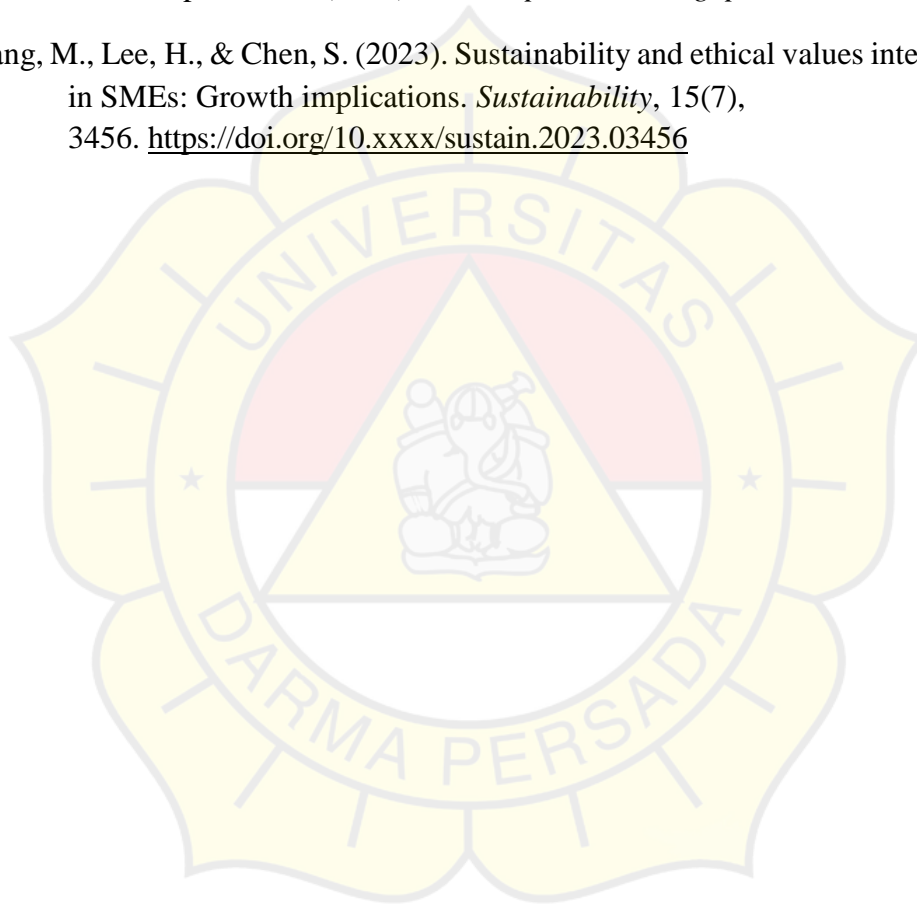 ang, M., Lee, H., & Chen, S. (2023). Sustainability and ethical values inte
in SMEs: Growth implications. Sustainability, 15(7),
3456. https://doi.org/10.xxxx/sustain.2023.03456
UNIVERSITAS
DARMA PERSADA